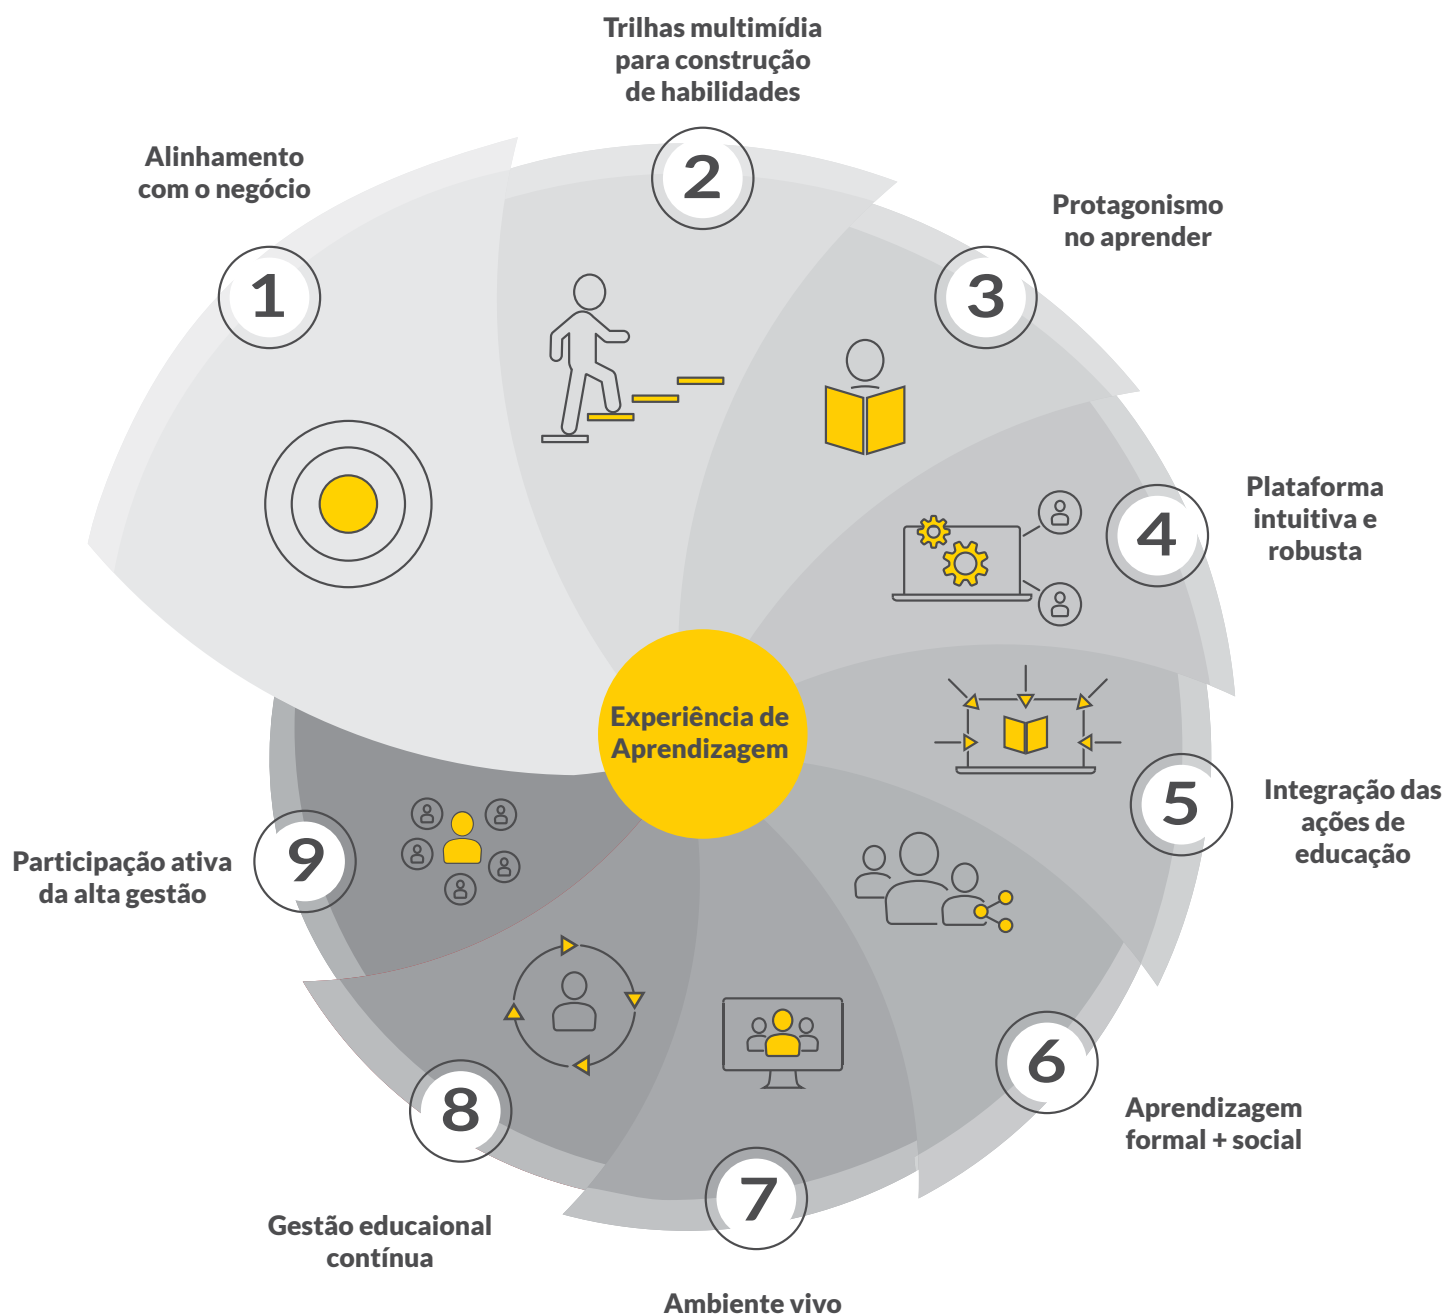 Alinhamento
com o negócio
1
Trilhas multimídia
para construção
de habilidades
2
Protagonismo
no aprender
3
Plataforma
intuitiva e
robusta
4
Integração das
ações de
educação
5
Aprendizagem
formal + social
6
Ambiente vivo
7
Gestão educaional
contínua
8
Participação ativa
da alta gestão
9
Experiência de
Aprendizagem